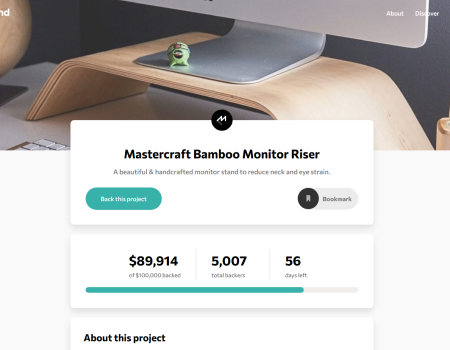 About Discover
Mastercraft Bamboo Monitor Riser
A beautiful & handcrafted monitor stand to reduce neck and eye strain.
Back this project
Bookmark
$89,914 5,007 56
of $100,000 backed total backers days left
About this project